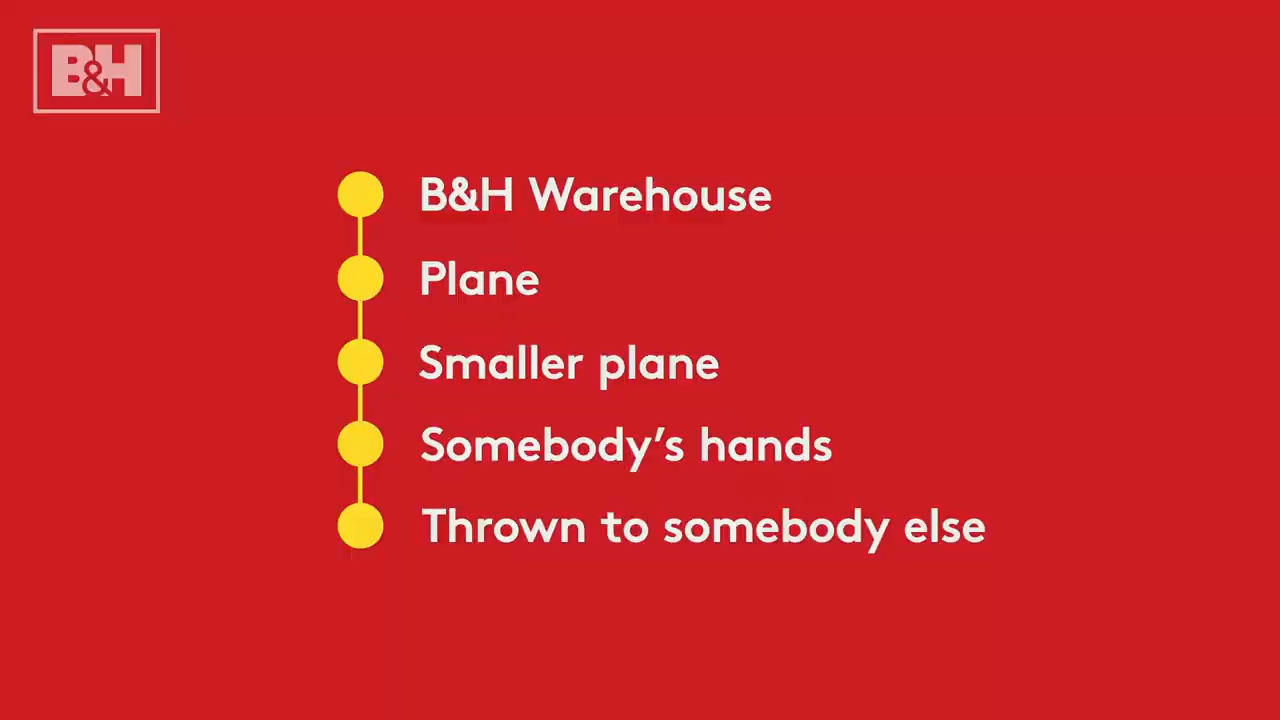 B&H
B&H Warehouse
Plane
Smaller plane
Somebody's hands
Thrown to somebody else